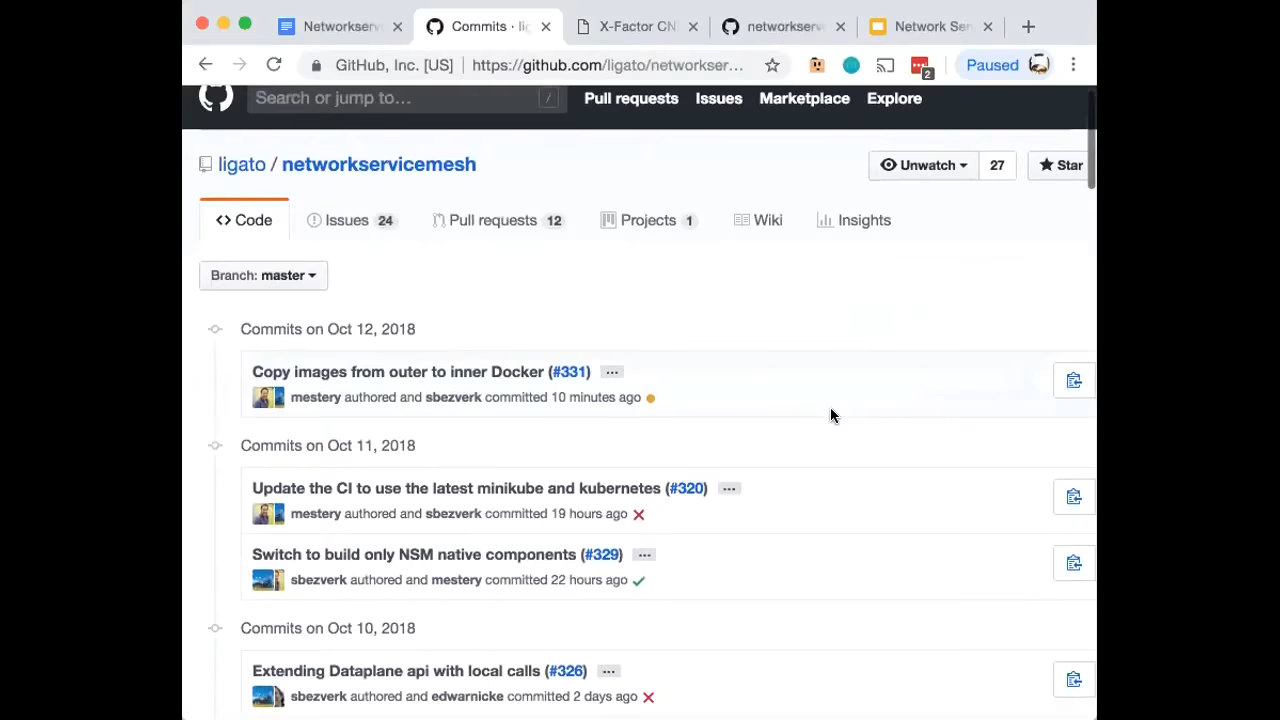 Networkserv
Commits · lig
X-Factor CN
networkserv
Network Ser
GitHub, Inc. [US] | https://github.com/ligato/networkser…
2
Paused
Search or jump to…
/
Pull requests
Issues
Marketplace
Explore
ligato / networkservicemesh
Unwatch
27
Star
Code
Issues 24
Pull requests 12
Projects 1
Wiki
Insights
Branch: master
Commits on Oct 12, 2018
Copy images from outer to inner Docker (#331) …
mestery authored and sbezverk committed 10 minutes ago
Commits on Oct 11, 2018
Update the CI to use the latest minikube and kubernetes (#320) …
mestery authored and sbezverk committed 19 hours ago
Switch to build only NSM native components (#329) …
sbezverk authored and mestery committed 22 hours ago
Commits on Oct 10, 2018
Extending Dataplane api with local calls (#326) …
sbezverk authored and edwarnicke committed 2 days ago